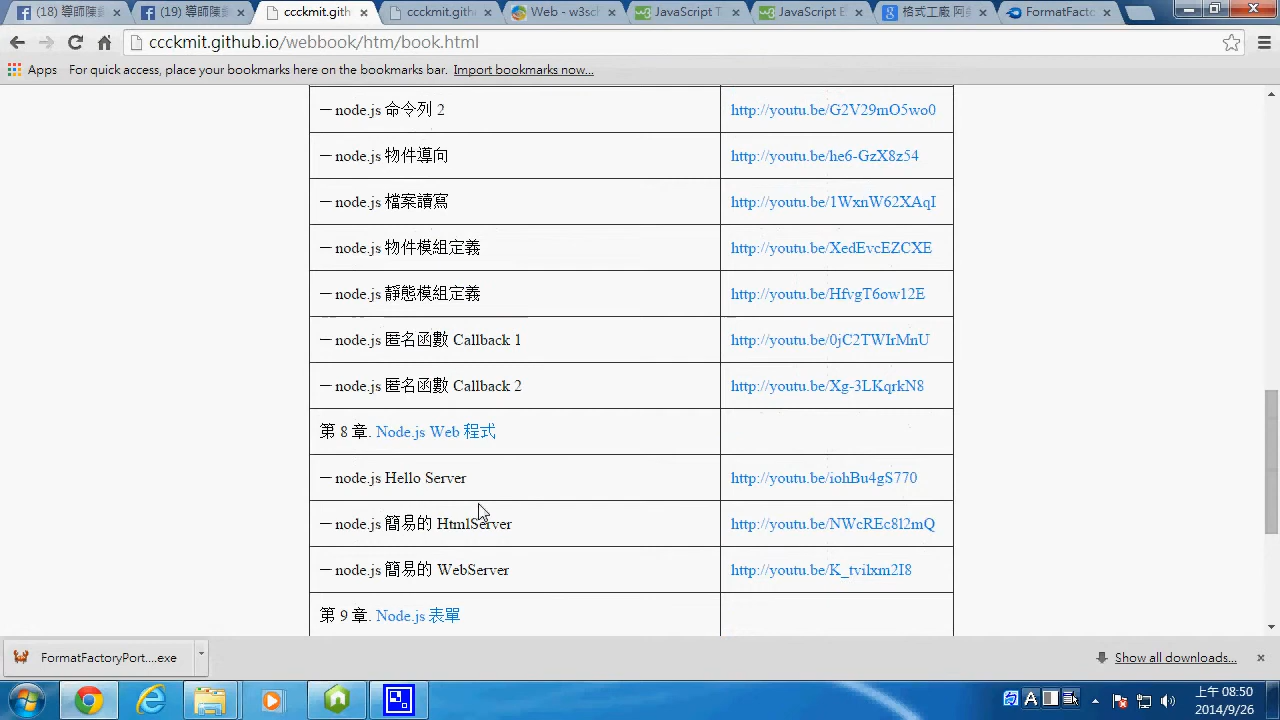 (18) 導師陳
(19) 導師陳
ccckmit.gith
ccckmit.githu
Web - w3sch
JavaScript T
JavaScript E
格式工廠 阿
FormatFacto
ccckmit.github.io/webbook/htm/book.html
Apps For quick access, place your bookmarks here on the bookmarks bar. Import bookmarks now...
— node.js 命令列 2 http://youtu.be/G2V29mO5wo0
— node.js 物件導向 http://youtu.be/he6-GzX8z54
— node.js 檔案讀寫 http://youtu.be/1WxnW62XAqI
— node.js 物件模組定義 http://youtu.be/XedEvcEZCXE
— node.js 靜態模組定義 http://youtu.be/HfvgT6ow12E
— node.js 匿名函數 Callback 1 http://youtu.be/0jC2TWIrMnU
— node.js 匿名函數 Callback 2 http://youtu.be/Xg-3LKqrkN8
第 8 章. Node.js Web 程式
— node.js Hello Server http://youtu.be/iohBu4gS770
— node.js 簡易的 HtmlServer http://youtu.be/NWcREc8l2mQ
— node.js 簡易的 WebServer http://youtu.be/K_tvilxm2I8
第 9 章. Node.js 表單
FormatFactoryPort....exe
Show all downloads...
上午 08:50
2014/9/26